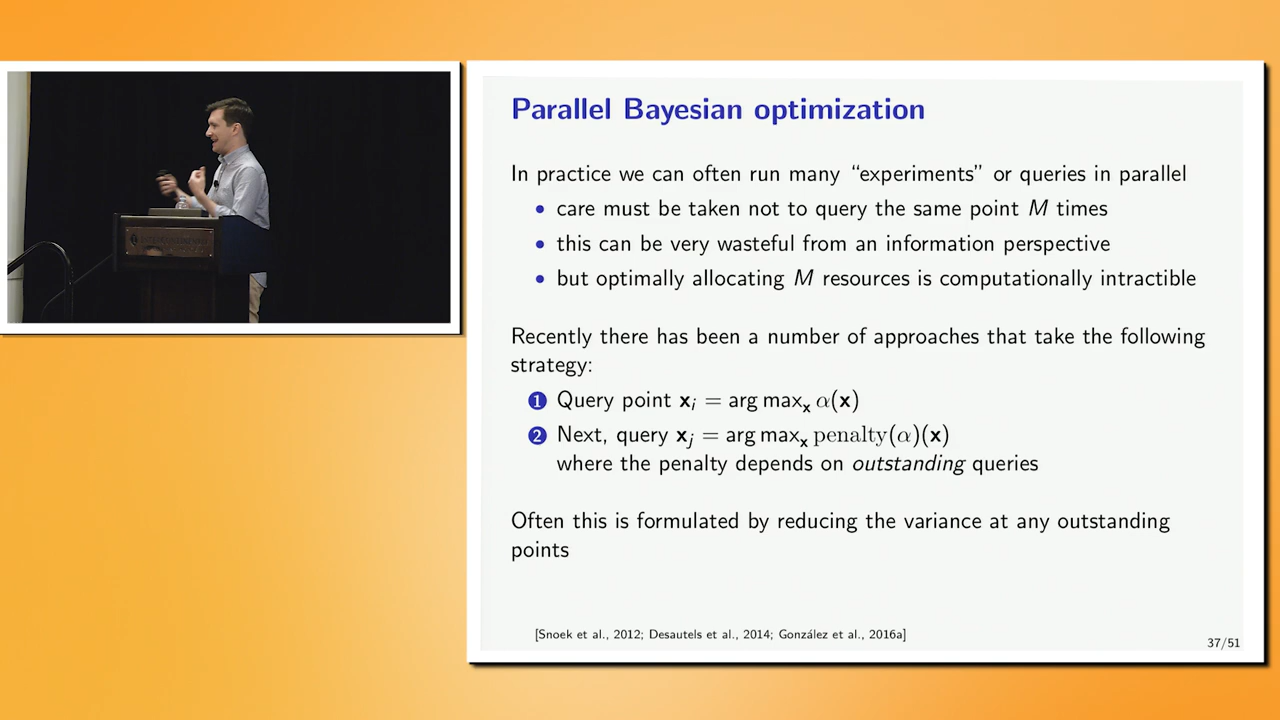 Parallel Bayesian optimization
In practice we can often run many “experiments” or queries in parallel
• care must be taken not to query the same point M times
• this can be very wasteful from an information perspective
• but optimally allocating M resources is computationally intractible
Recently there has been a number of approaches that take the following
strategy:
1 Query point xᵢ = arg maxₓ α(x)
2 Next, query xⱼ = arg maxₓ penalty(α)(x)
where the penalty depends on outstanding queries
Often this is formulated by reducing the variance at any outstanding
points
[Snoek et al., 2012; Desautels et al., 2014; González et al., 2016a]
37/51